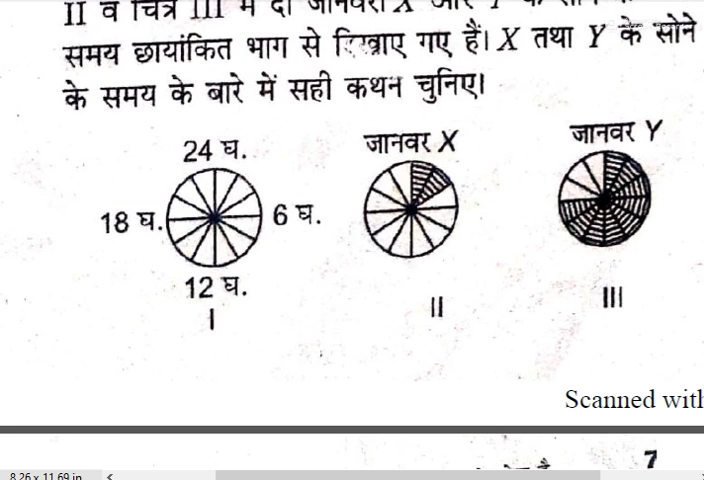 II व चित्र III में दो जानवरों X और Y के
समय छायांकित भाग से दिखाए गए हैं। X तथा Y के सोने
के समय के बारे में सही कथन चुनिए।
24 घ. जानवर X जानवर Y
18 घ. 6 घ.
12 घ.
I II III
Scanned with
7
8.26 x 11.69 in